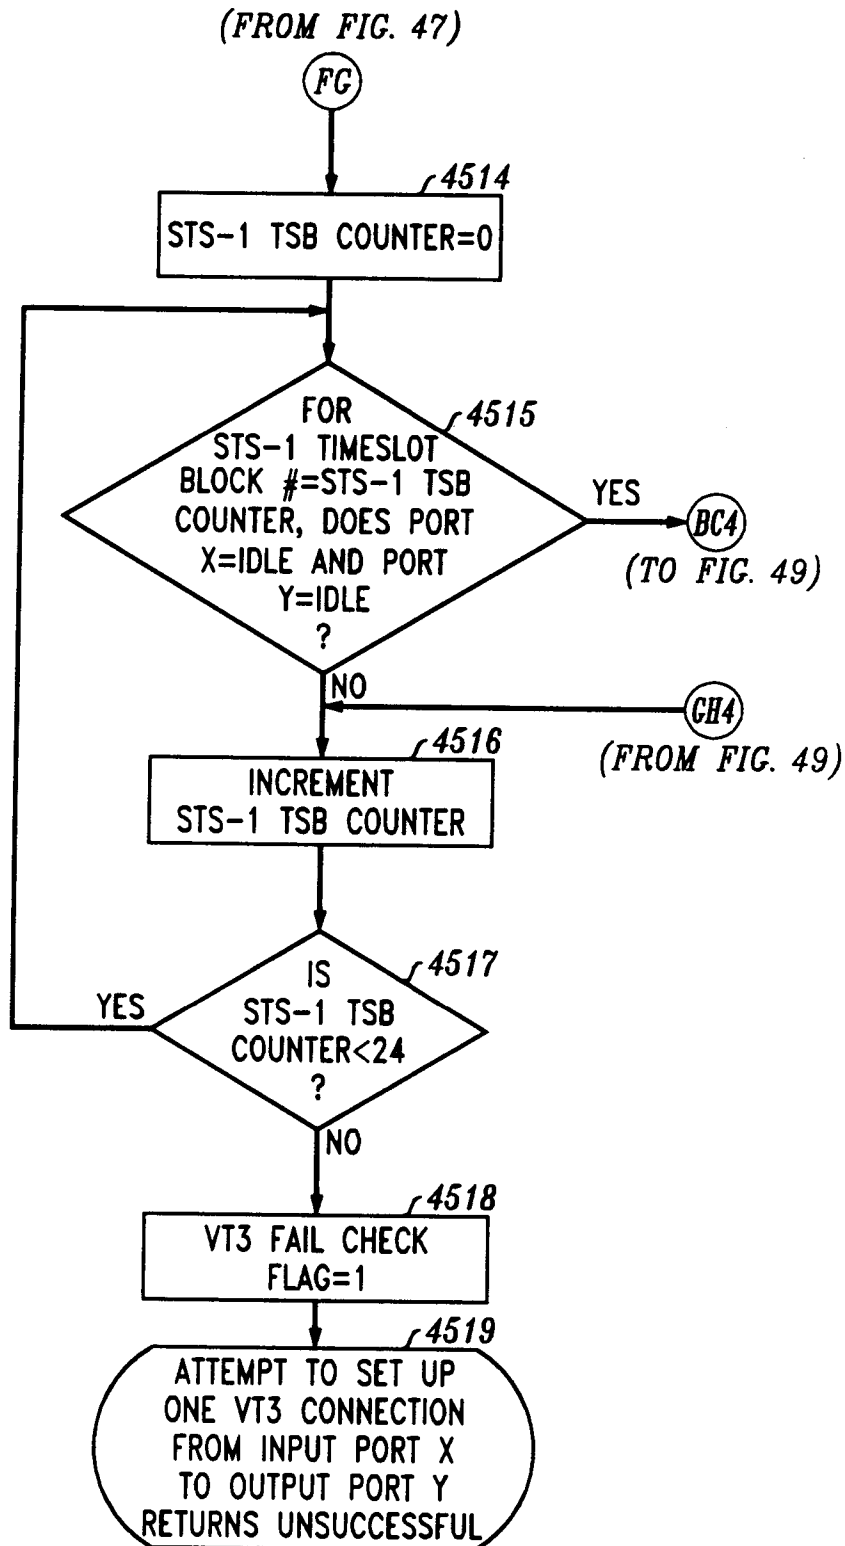 (FROM FIG. 47)
FG
4514
STS-1 TSB COUNTER=0
4515
FOR
STS-1 TIMESLOT
BLOCK #=STS-1 TSB
COUNTER, DOES PORT
X=IDLE AND PORT
Y=IDLE
?
YES
BC4
(TO FIG. 49)
NO
GH4
(FROM FIG. 49)
4516
INCREMENT
STS-1 TSB COUNTER
4517
IS
STS-1 TSB
COUNTER<24
?
YES
NO
4518
VT3 FAIL CHECK
FLAG=1
4519
ATTEMPT TO SET UP
ONE VT3 CONNECTION
FROM INPUT PORT X
TO OUTPUT PORT Y
RETURNS UNSUCCESSFUL